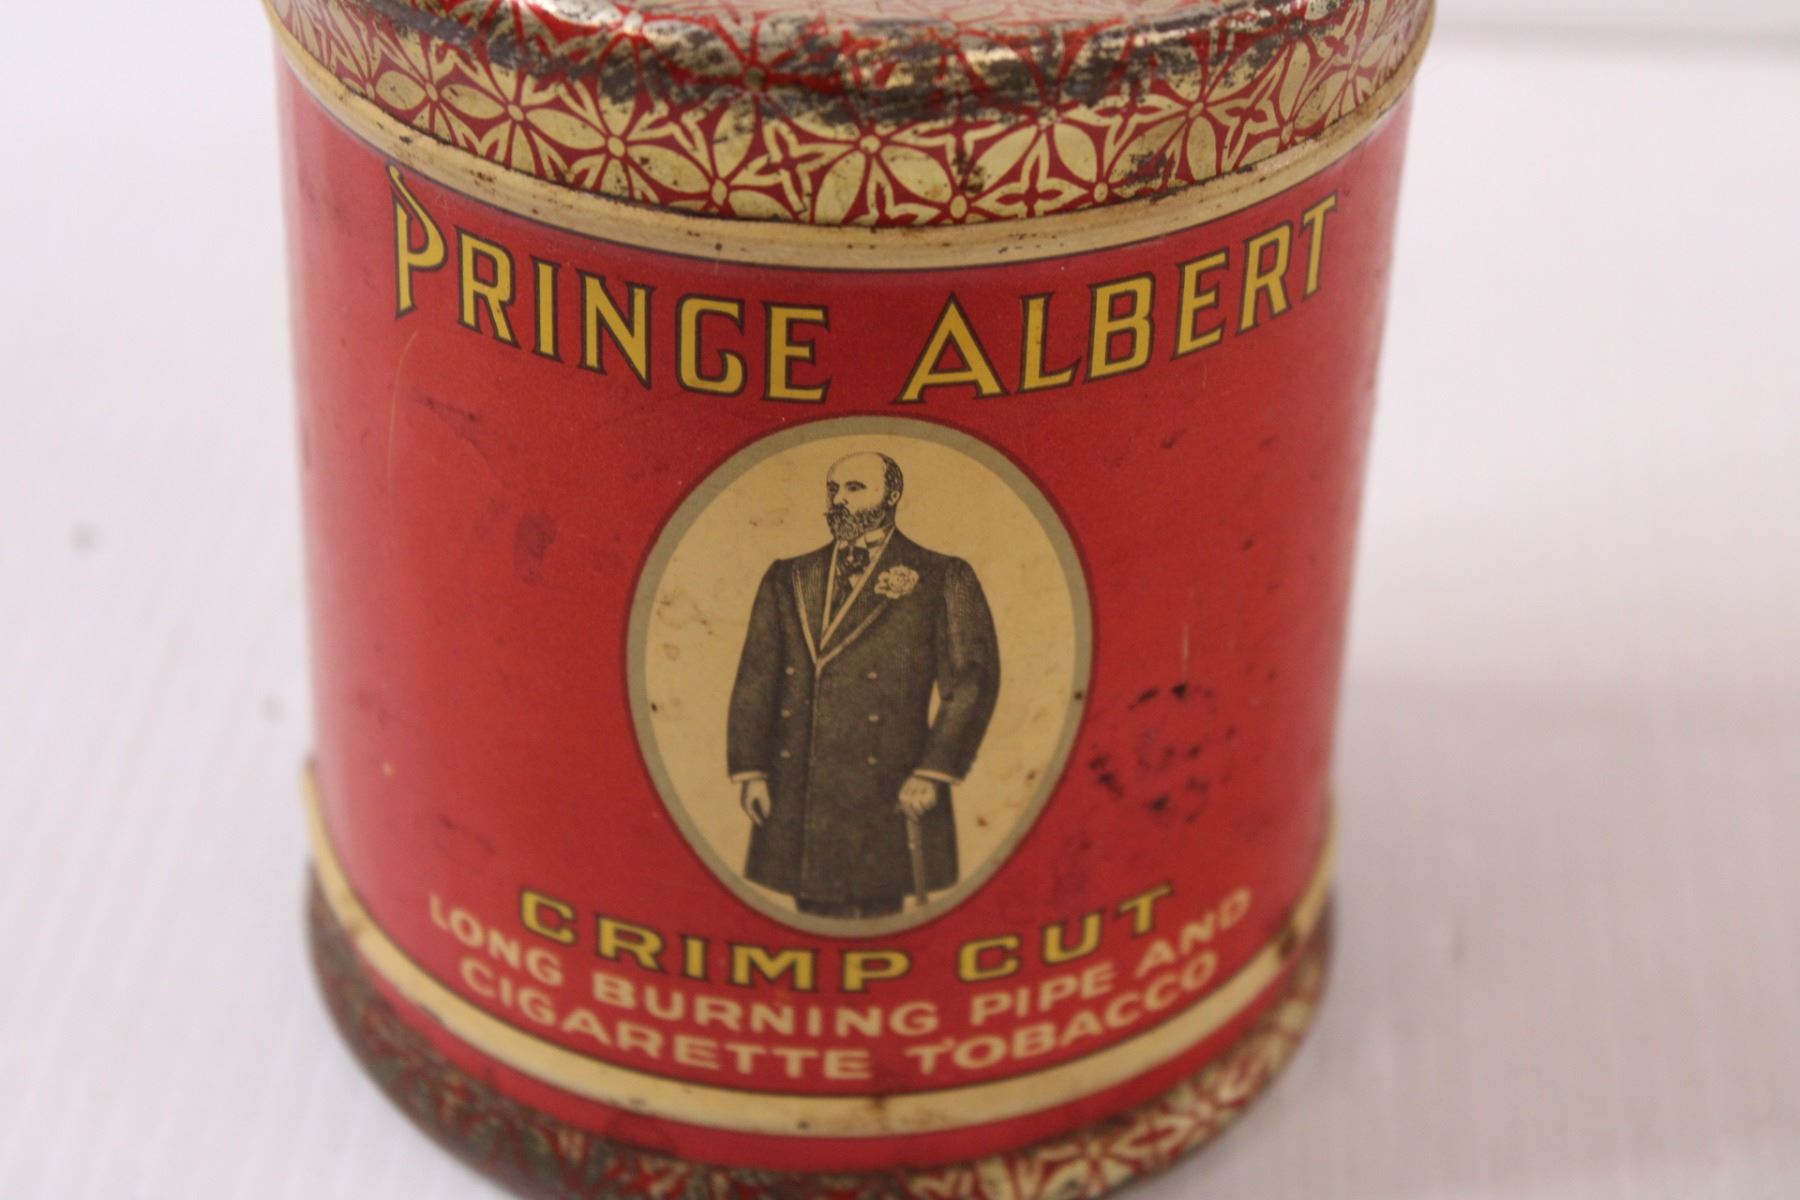 PRINCE ALBERT
CRIMP CUT
LONG BURNING PIPE AND
CIGARETTE TOBACCO